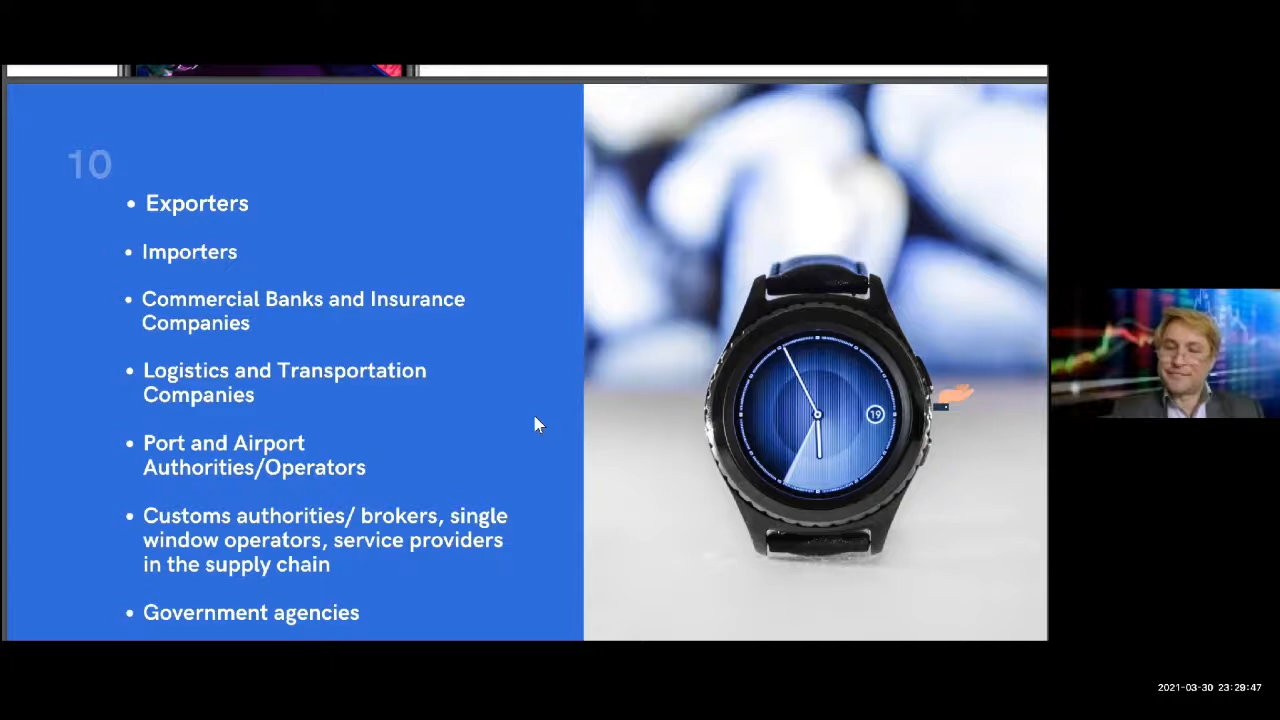 10
• Exporters
• Importers
• Commercial Banks and Insurance
Companies
• Logistics and Transportation
Companies
• Port and Airport
Authorities/Operators
• Customs authorities/ brokers, single
window operators, service providers
in the supply chain
• Government agencies
19
2021-03-30 23:29:47